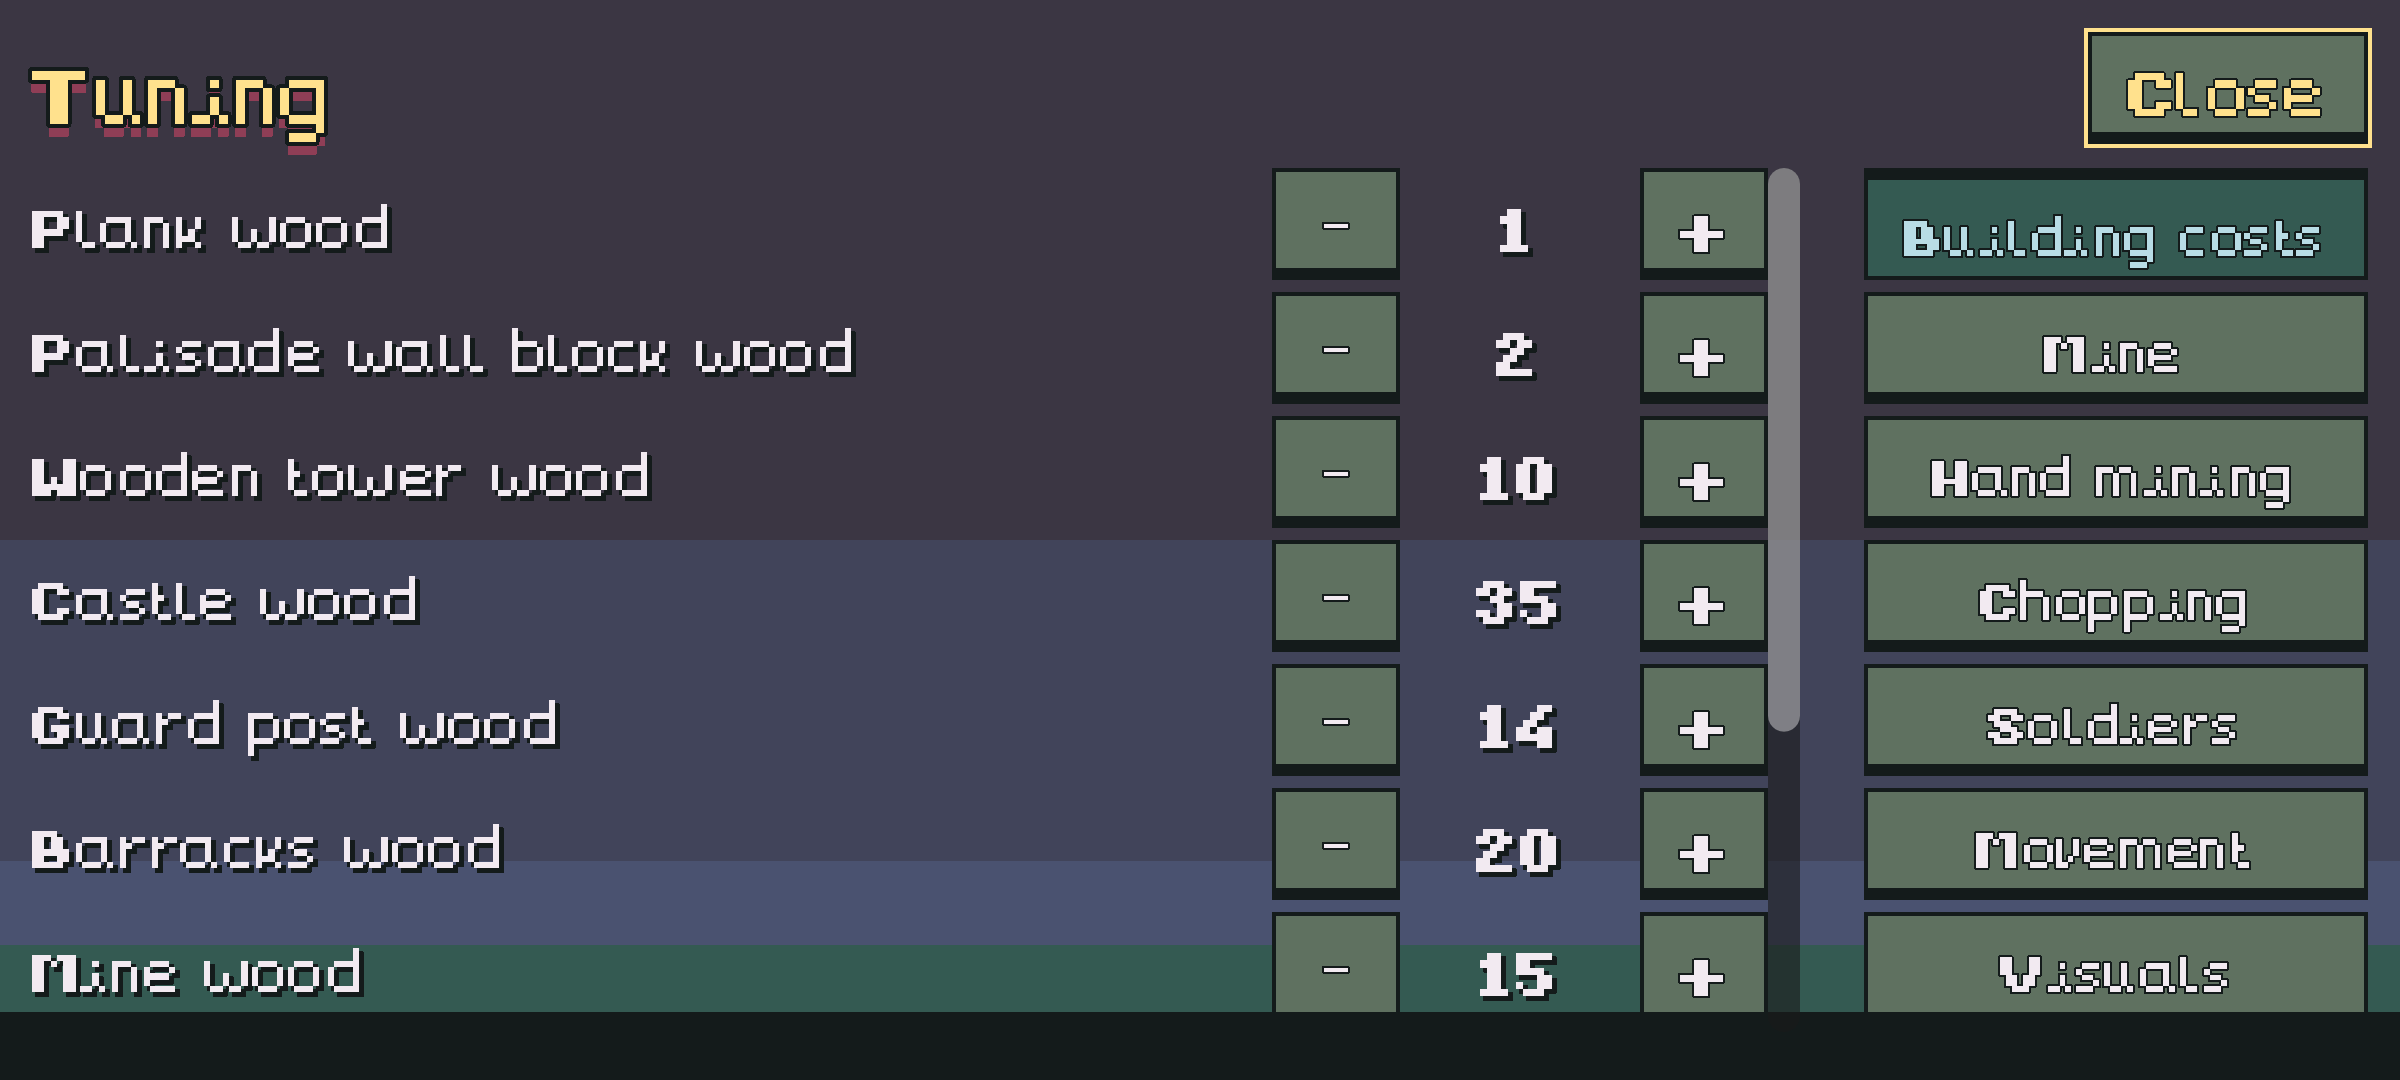 Tuning
Close
Plank wood - 1 + Building costs
Palisade wall block wood - 2 + Mine
Wooden tower wood - 10 + Hand mining
Castle wood - 35 + Chopping
Guard post wood - 14 + Soldiers
Barracks wood - 20 + Movement
Mine wood - 15 + Visuals